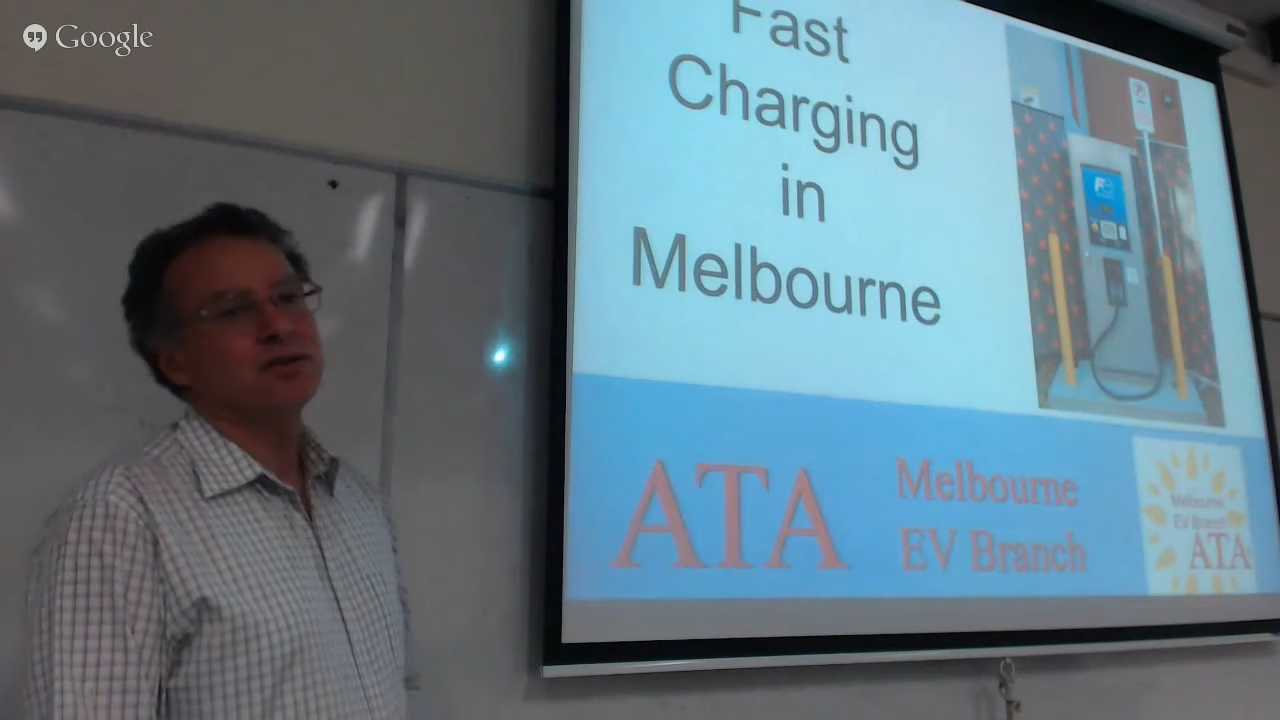 Google
Fast
Charging
in
Melbourne
ATA
Melbourne
EV Branch
Melbourne
EV Branch
ATA